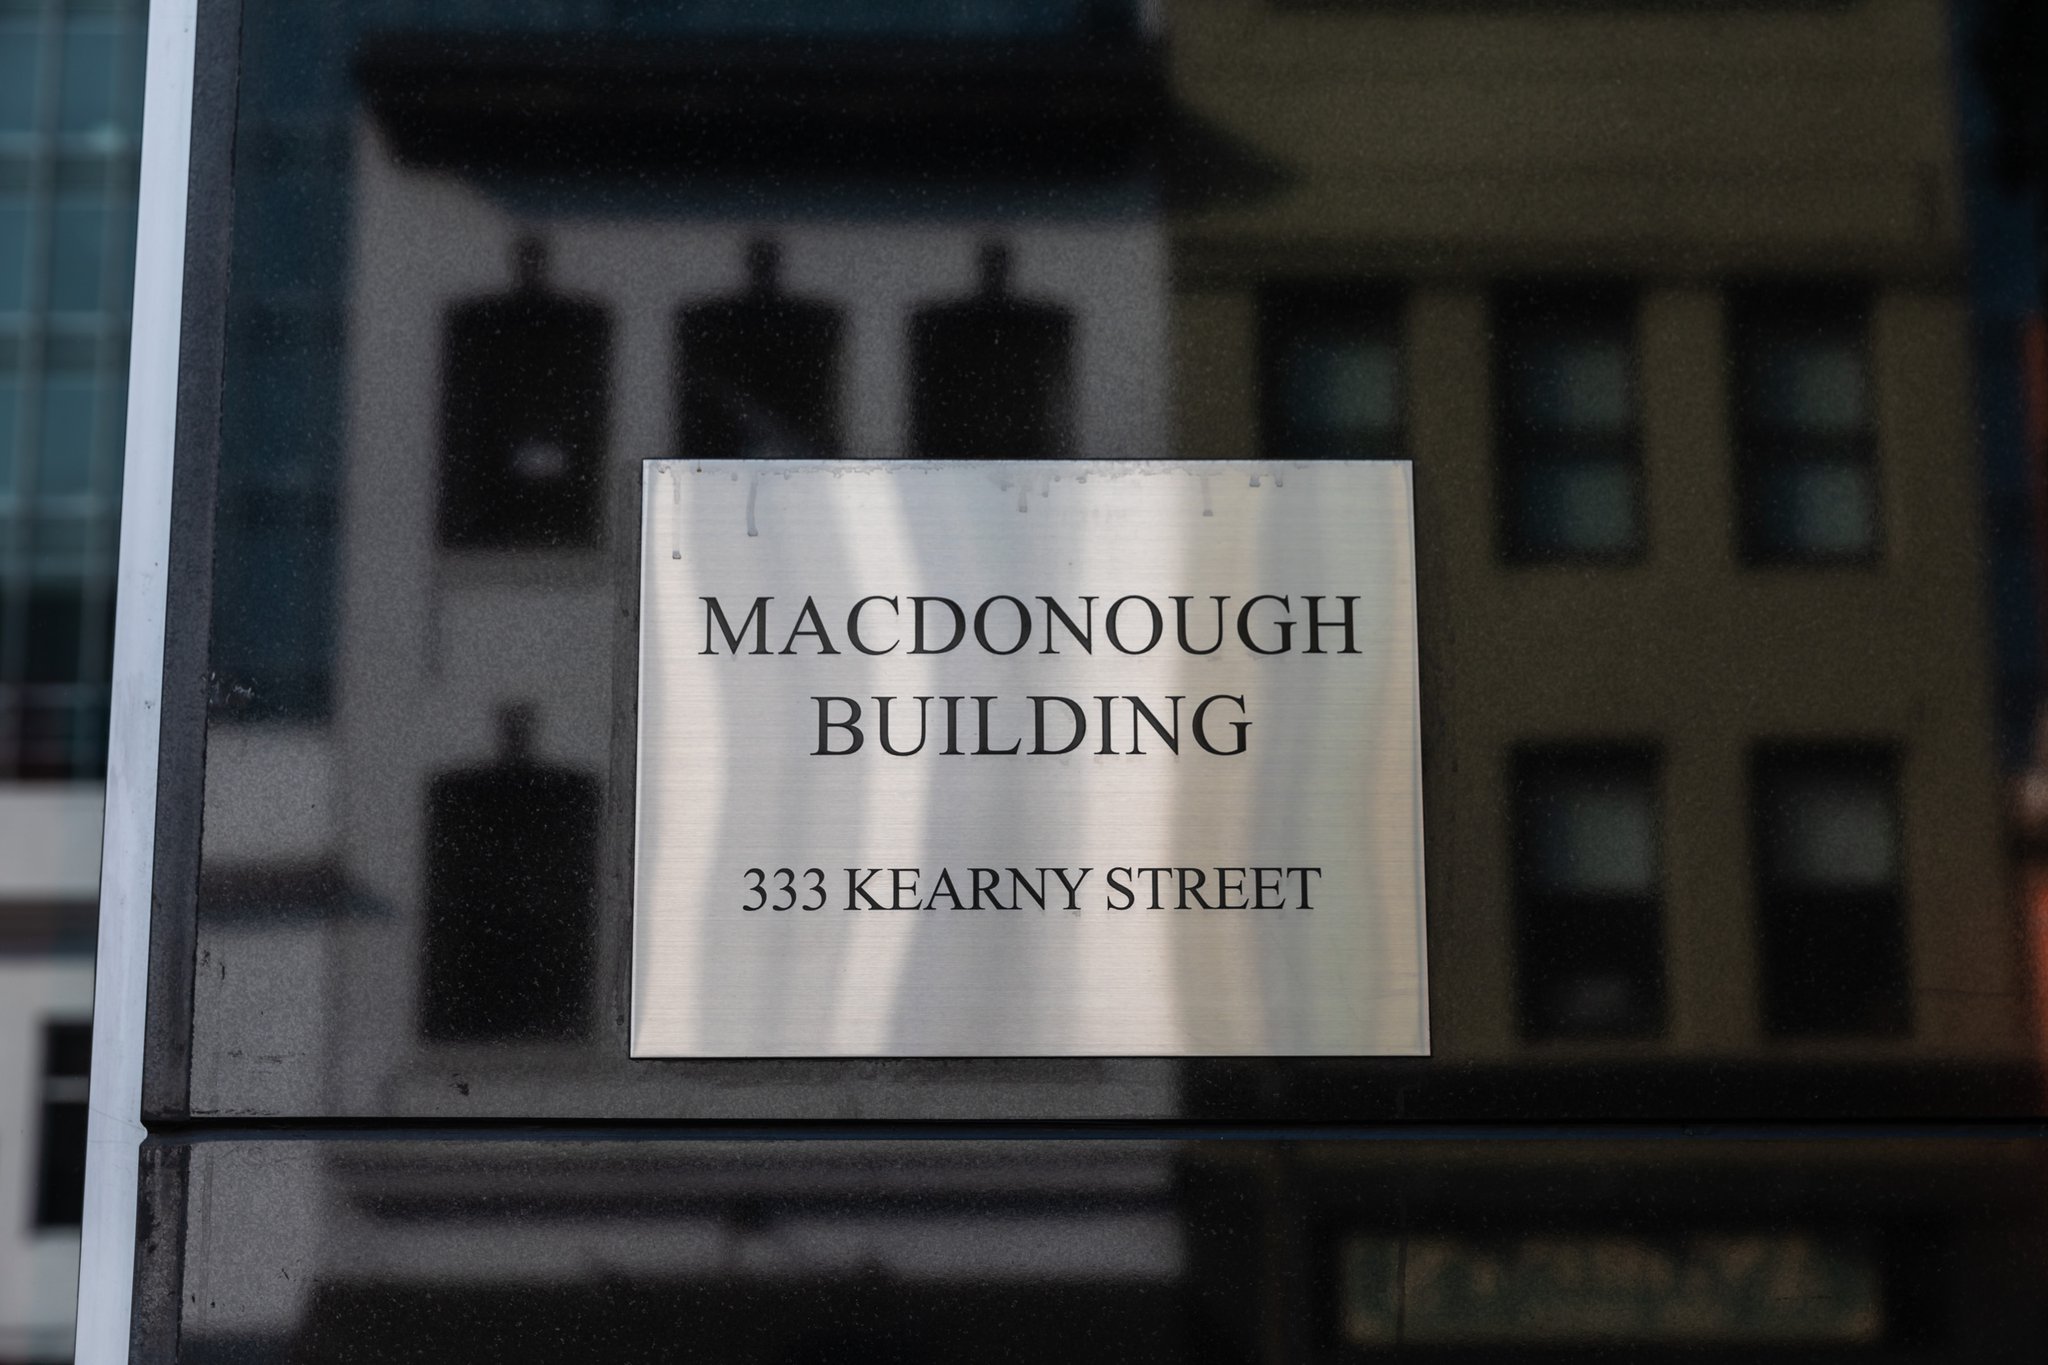 MACDONOUGH
BUILDING
333 KEARNY STREET